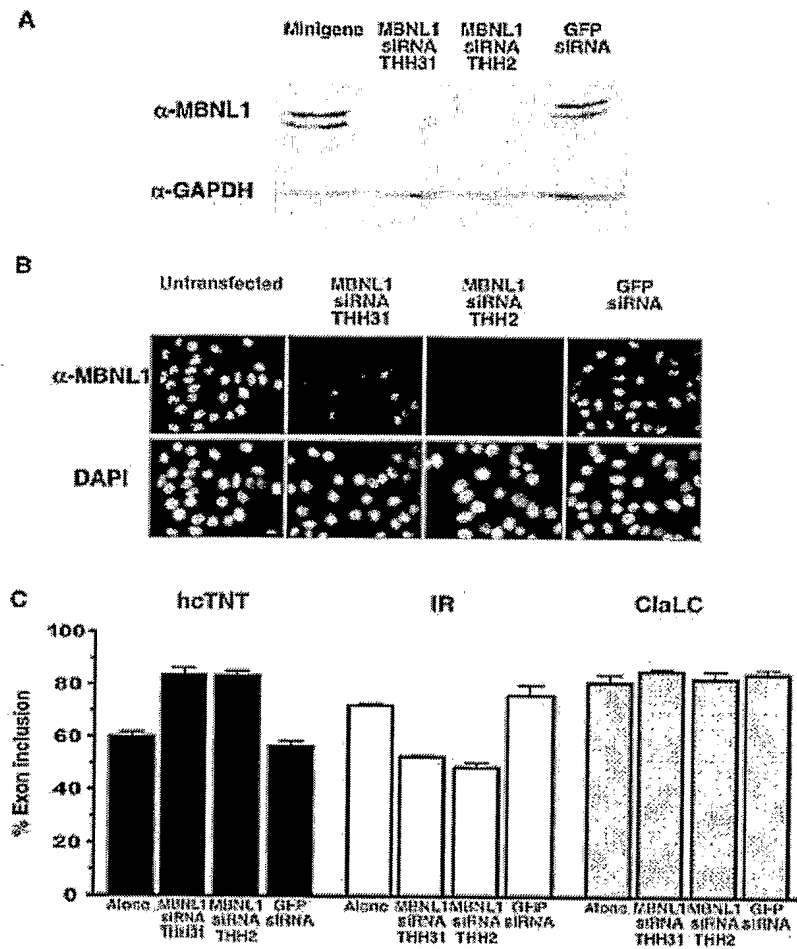 A
Minigene
MBNL1
siRNA
THH31
MBNL1
siRNA
THH2
GFP
siRNA
α-MBNL1
α-GAPDH
B
Untransfected
MBNL1
siRNA
THH31
MBNL1
siRNA
THH2
GFP
siRNA
α-MBNL1
DAPI
C
hcTNT
IR
ClaLC
% Exon inclusion
100
80
60
40
20
0
Alone
MBNL1
siRNA
THH31
MBNL1
siRNA
THH2
GFP
siRNA
Alone
MBNL1
siRNA
THH31
MBNL1
siRNA
THH2
GFP
siRNA
Alone
MBNL1
siRNA
THH31
MBNL1
siRNA
THH2
GFP
siRNA